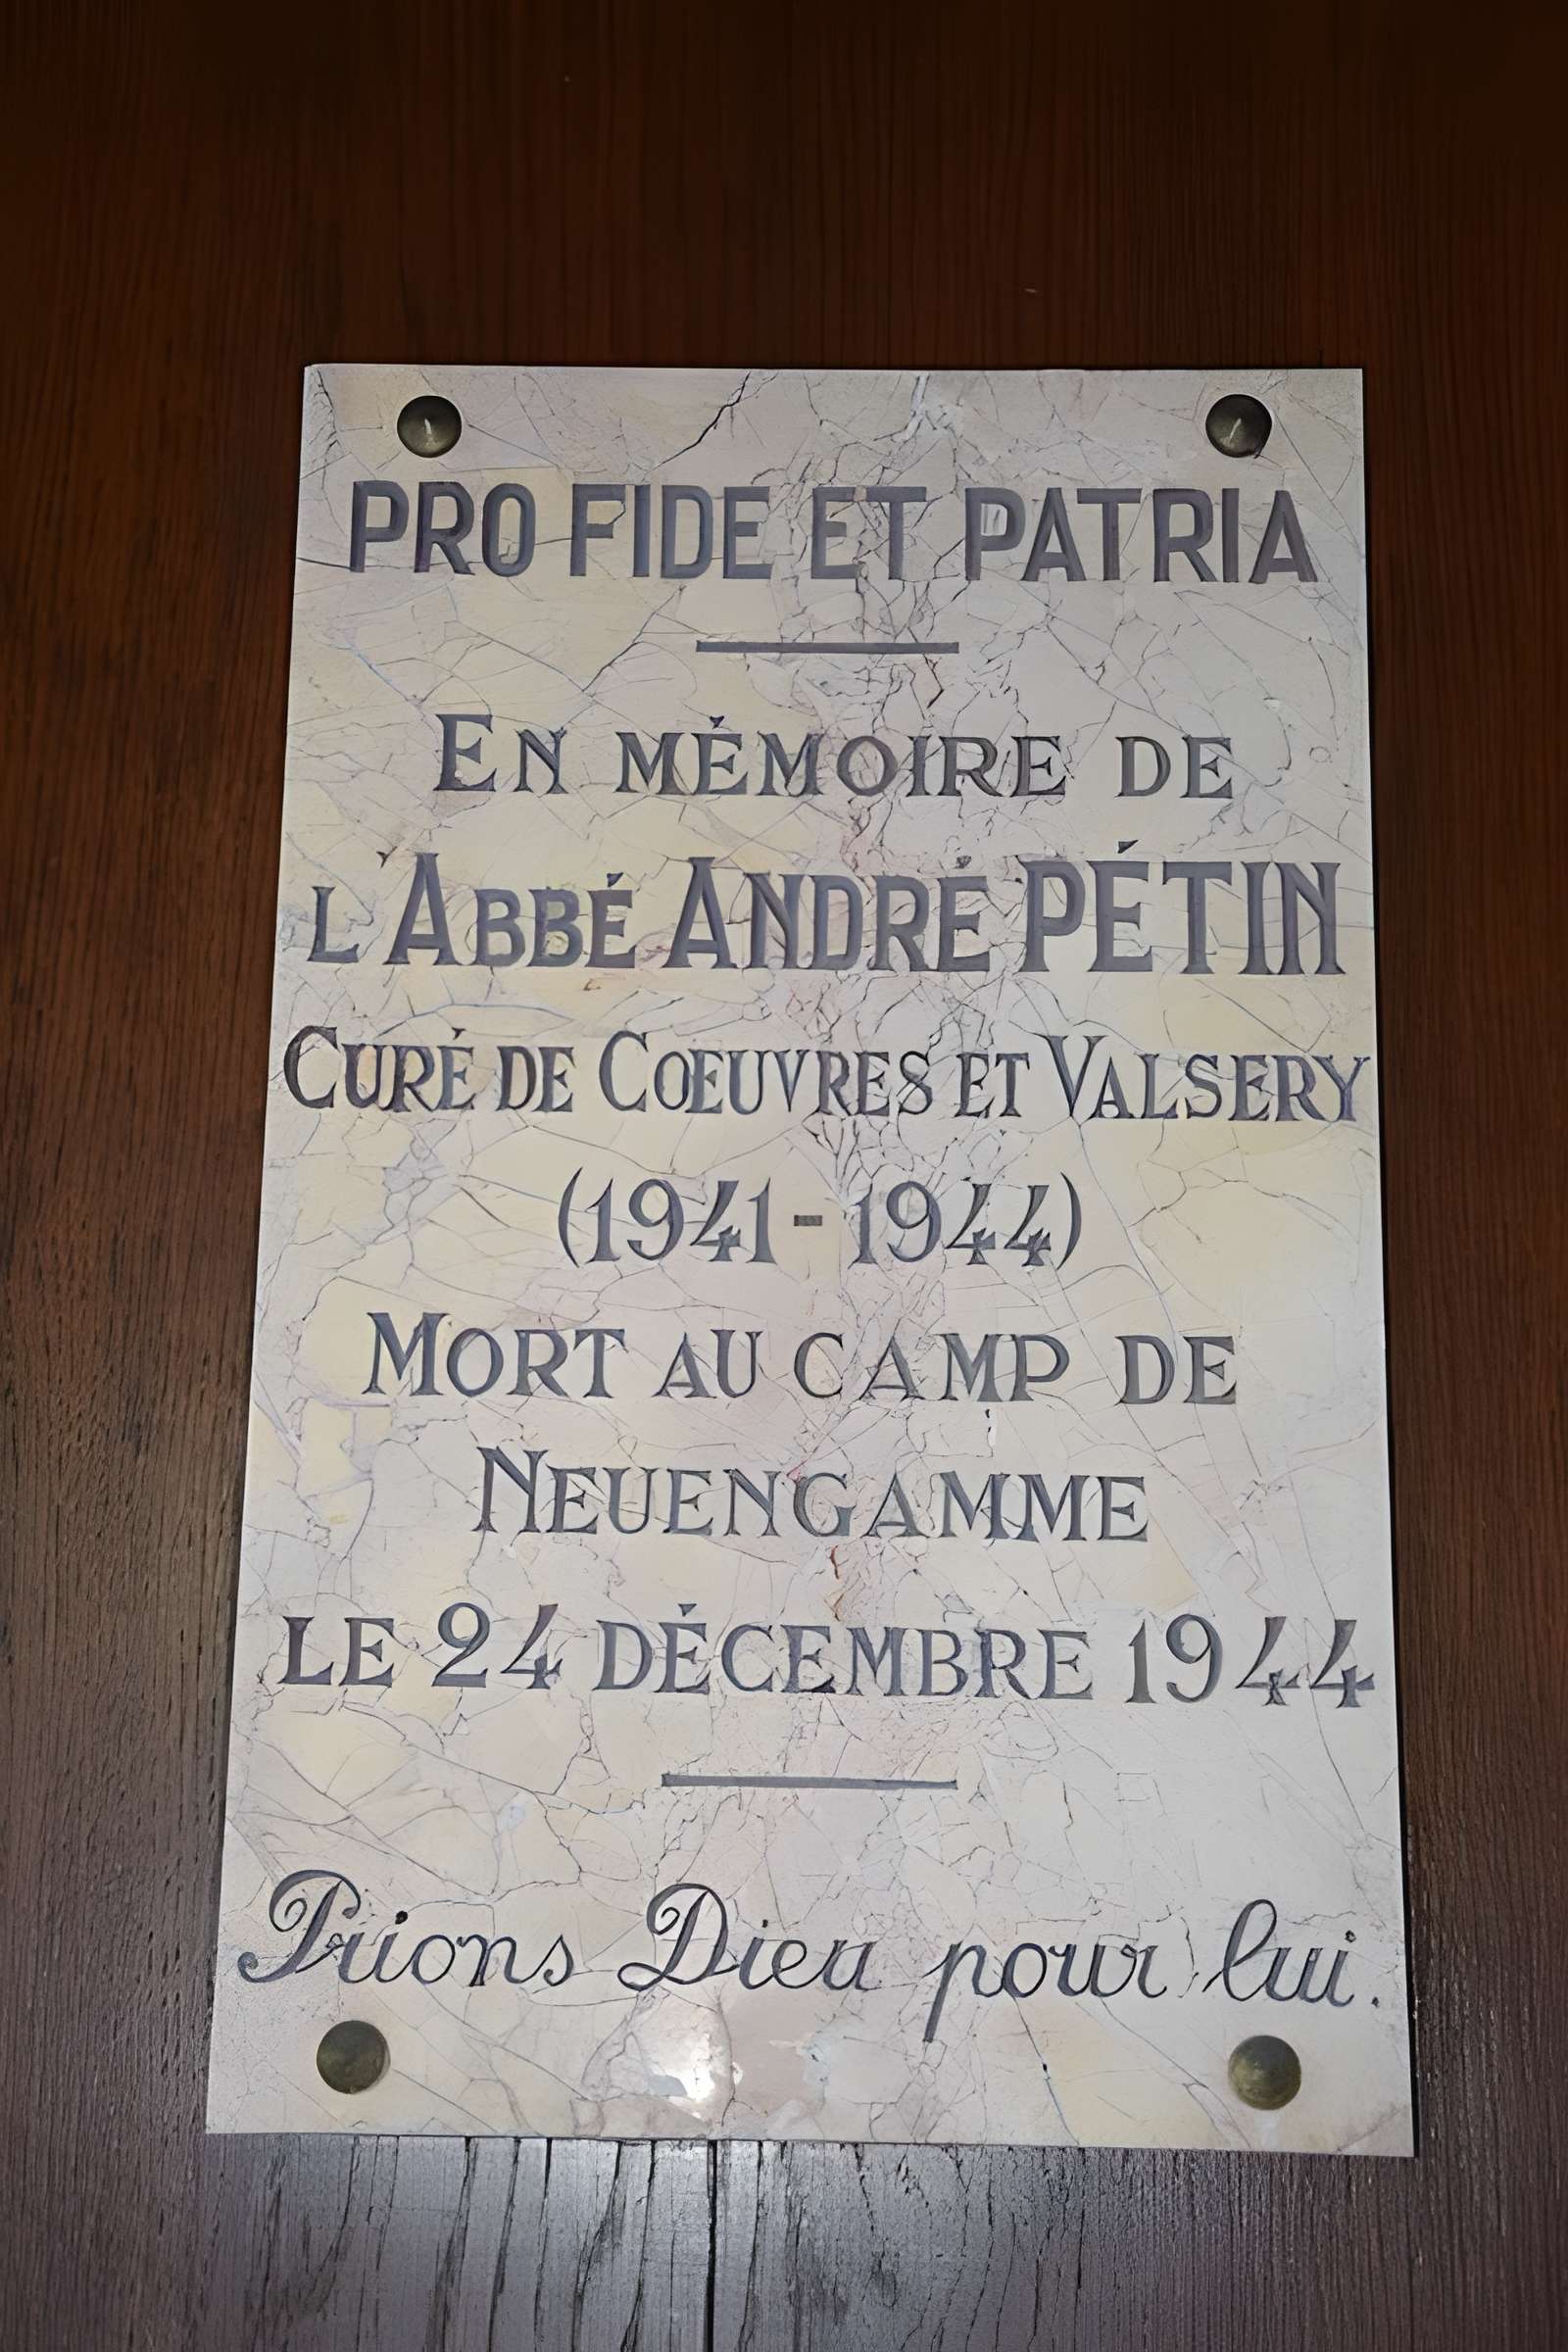 PRO FIDE ET PATRIA
EN MÉMOIRE DE
L'ABBÉ ANDRÉ PÉTIN
CURÉ DE COEUVRES ET VALSERY
(1941 - 1944)
MORT AU CAMP DE
NEUENGAMME
LE 24 DÉCEMBRE 1944
Prions Dieu pour lui.